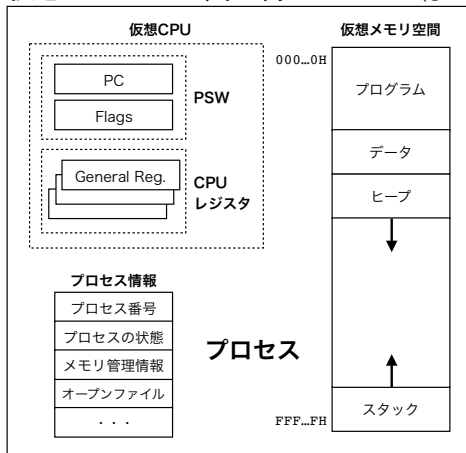 仮想CPU
PC
Flags
PSW
General Reg.
CPU
レジスタ
プロセス情報
プロセス番号
プロセスの状態
メモリ管理情報
オープンファイル
・・・
プロセス
仮想メモリ空間
000…0H
プログラム
データ
ヒープ
スタック
FFF…FH